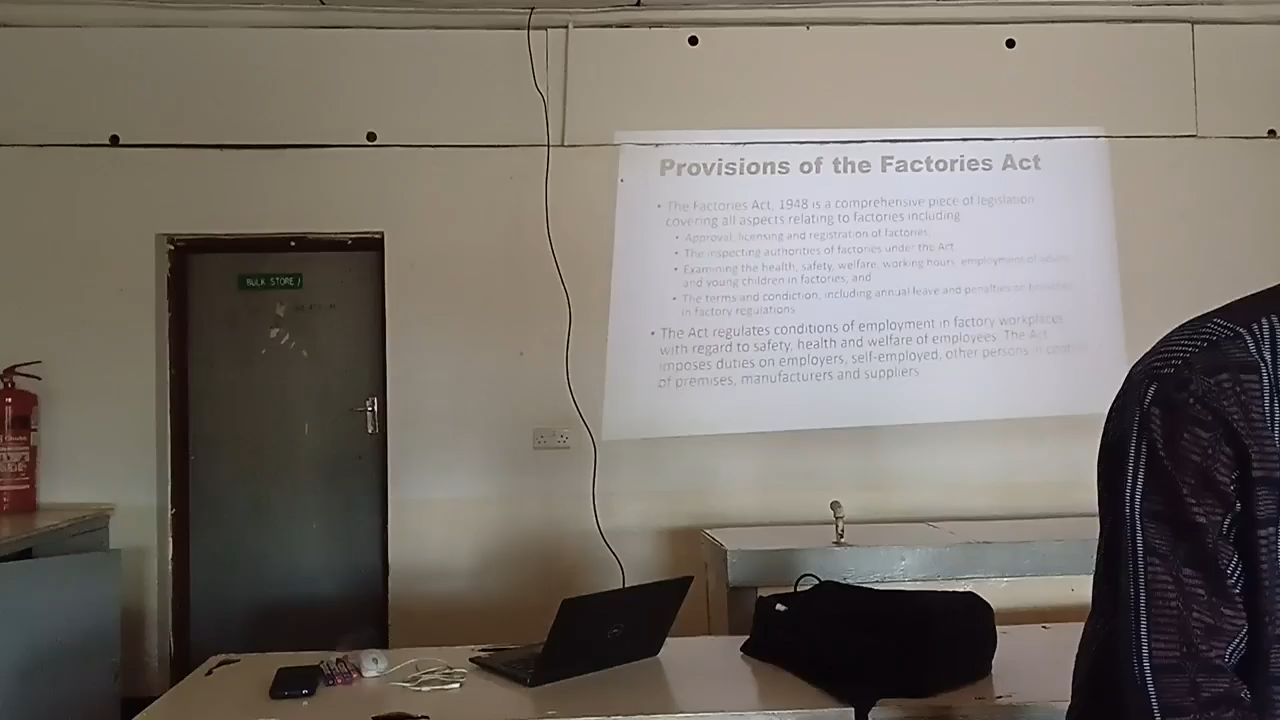 Provisions of the Factories Act
• The Factories Act, 1948 is a comprehensive piece of legislation
covering all aspects relating to factories including
• Approval, licensing and registration of factories,
• The inspecting authorities of factories under the Act
• Examining the health, safety, welfare, working hours, employment of
and young children in factories, and
• The terms and condition, including annual leave and penalties on
in factory regulations
• The Act regulates conditions of employment in factory workplaces
with regard to safety, health and welfare of employees. The Act
imposes duties on employers, self-employed, other persons in
of premises, manufacturers and suppliers
BULK STORE /
DELL